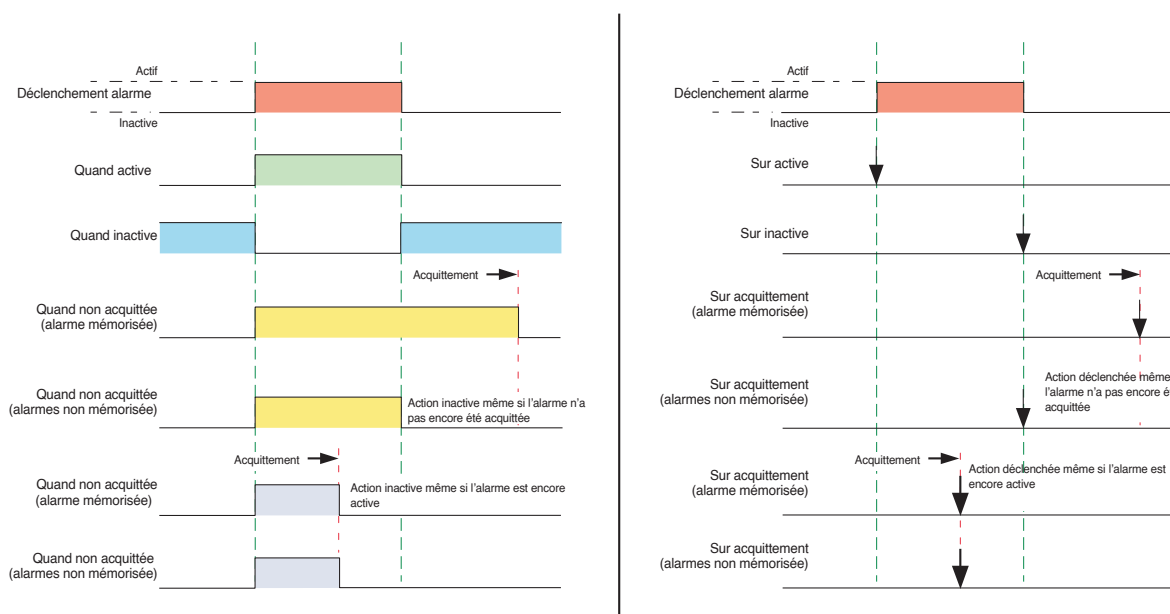 Actif
Déclenchement alarme
Inactive
Quand active
Quand inactive
Acquittement
Quand non acquittée
(alarme mémorisée)
Quand non acquittée
(alarmes non mémorisée)
Action inactive même si l'alarme n'a
pas encore été acquittée
Acquittement
Quand non acquittée
(alarme mémorisée)
Action inactive même si l'alarme est encore
active
Quand non acquittée
(alarmes non mémorisée)
Actif
Déclenchement alarme
Inactive
Sur active
Sur inactive
Acquittement
Sur acquittement
(alarme mémorisée)
Sur acquittement
(alarmes non mémorisée)
Action déclenchée même
l'alarme n'a pas encore
acquittée
Acquittement
Sur acquittement
(alarme mémorisée)
Action déclenchée même si l'alarme est
encore active
Sur acquittement
(alarmes non mémorisée)